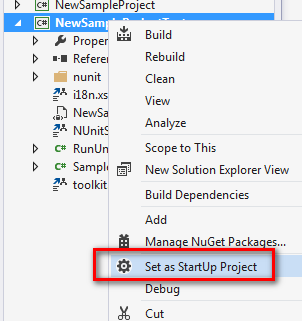 NewSampleProject
Build
Rebuild
Clean
View
Analyze
Scope to This
New Solution Explorer View
Build Dependencies
Add
Manage NuGet Packages...
Set as StartUp Project
Debug
Cut
Proper
Referen
nunit
i18n.xs
NewSa
NUnitS
RunUn
Sample
toolkit